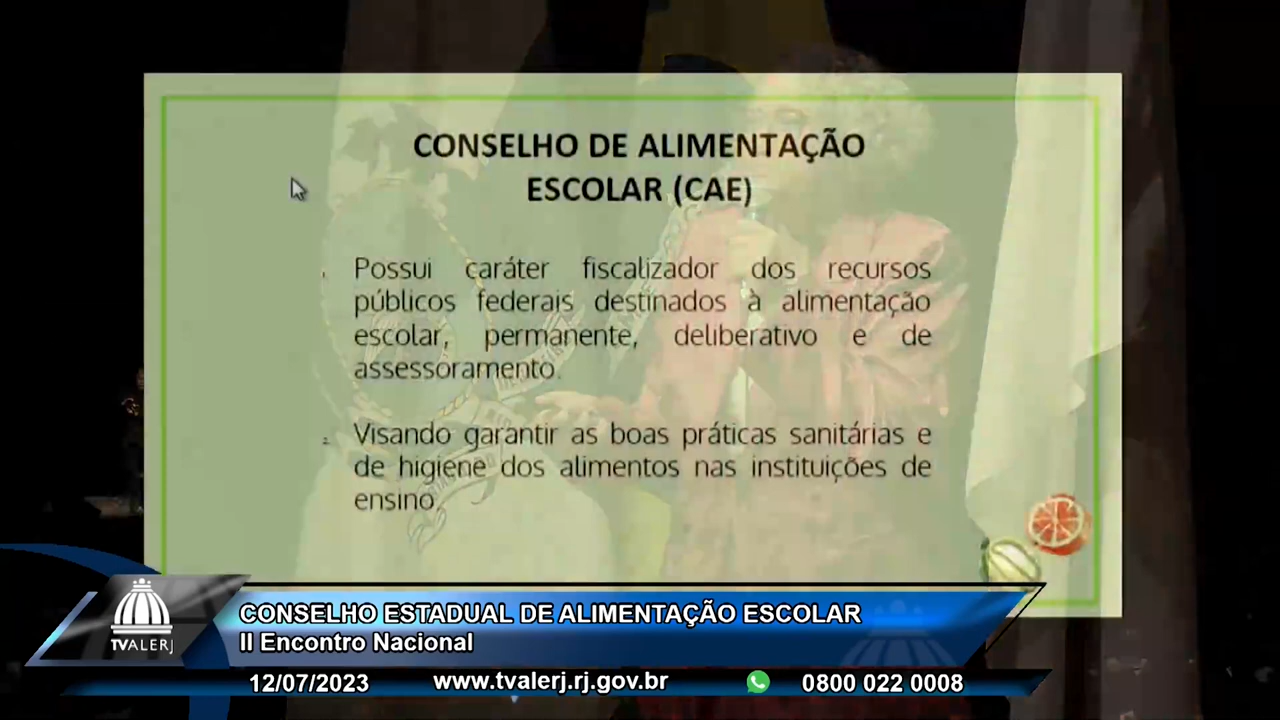 CONSELHO DE ALIMENTAÇÃO
ESCOLAR (CAE)
Possui caráter fiscalizador dos recursos
públicos federais destinados à alimentação
escolar, permanente, deliberativo e de
assessoramento.
2. Visando garantir as boas práticas sanitárias e
de higiene dos alimentos nas instituições de
ensino.
TVALERJ
CONSELHO ESTADUAL DE ALIMENTAÇÃO ESCOLAR
II Encontro Nacional
12/07/2023 www.tvalerj.rj.gov.br 0800 022 0008